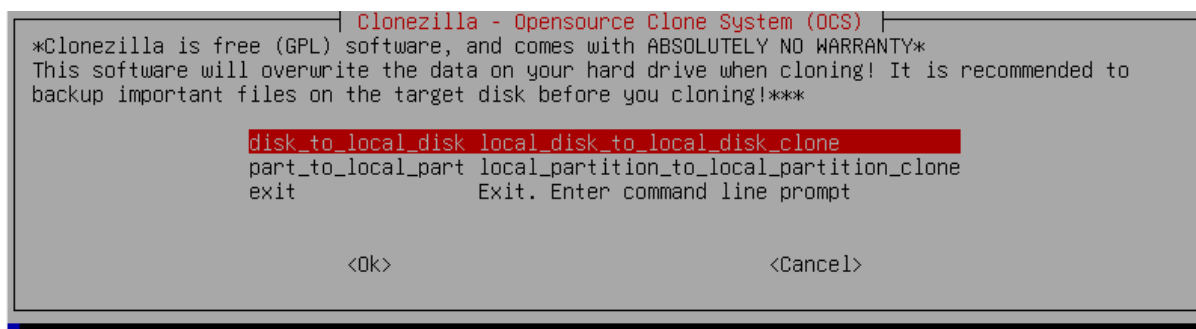 Clonezilla - Opensource Clone System (OCS)
*Clonezilla is free (GPL) software, and comes with ABSOLUTELY NO WARRANTY*
This software will overwrite the data on your hard drive when cloning! It is recommended to
backup important files on the target disk before you cloning!***
disk_to_local_disk local_disk_to_local_disk_clone
part_to_local_part local_partition_to_local_partition_clone
exit Exit. Enter command line prompt
<Ok> <Cancel>